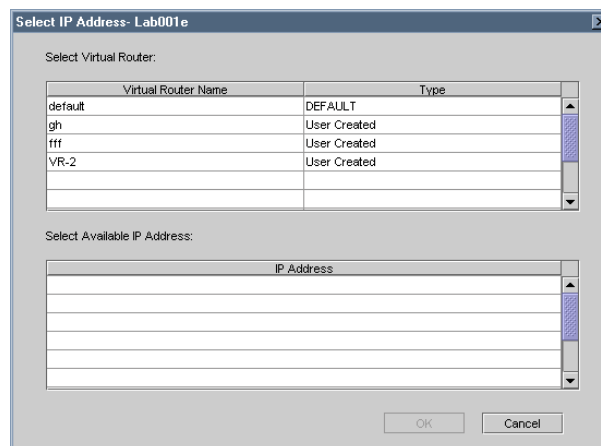 Select IP Address- Lab001e
Select Virtual Router:
Virtual Router Name Type
default DEFAULT
gh User Created
fff User Created
VR-2 User Created
Select Available IP Address:
IP Address
OK Cancel